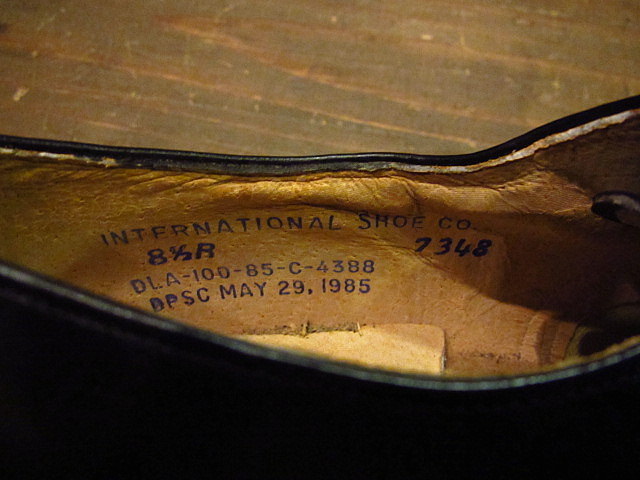 INTERNATIONAL SHOE CO.
8½R 7348
DLA-100-85-C-4388
DPSC MAY 29, 1985